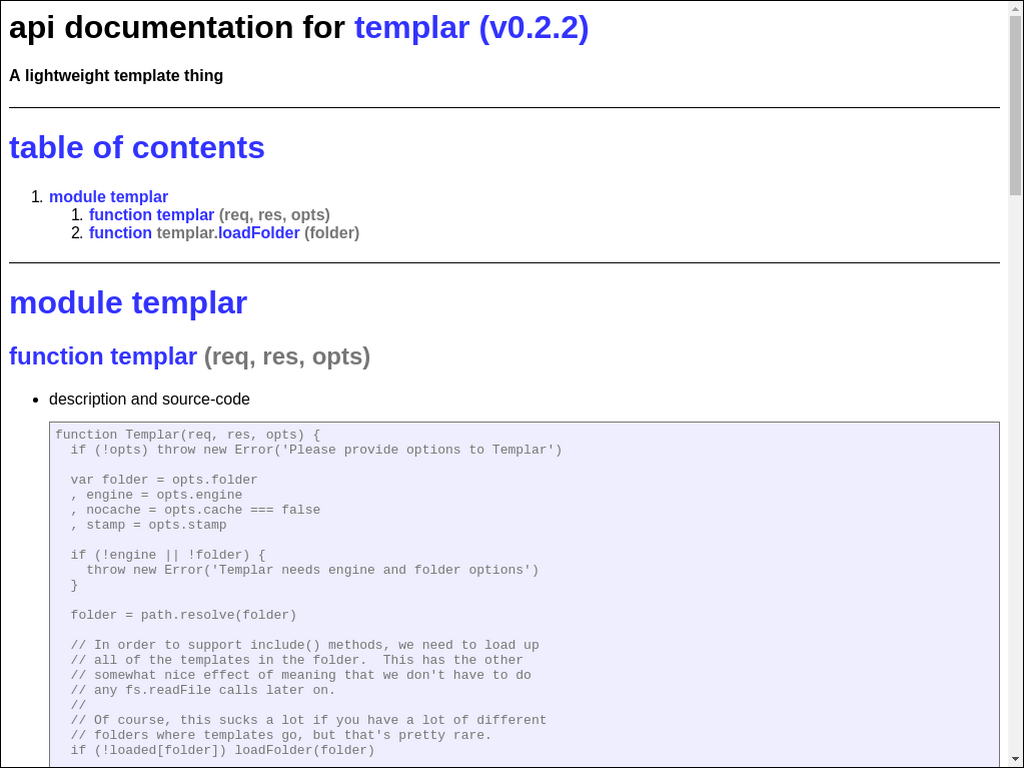 api documentation for templar (v0.2.2)
A lightweight template thing
table of contents
1. module templar
1. function templar (req, res, opts)
2. function templar.loadFolder (folder)
module templar
function templar (req, res, opts)
• description and source-code
function Templar(req, res, opts) {
  if (!opts) throw new Error('Please provide options to Templar')

  var folder = opts.folder
  , engine = opts.engine
  , nocache = opts.cache === false
  , stamp = opts.stamp

  if (!engine || !folder) {
    throw new Error('Templar needs engine and folder options')
  }

  folder = path.resolve(folder)

  // In order to support include() methods, we need to load up
  // all of the templates in the folder.  This has the other
  // somewhat nice effect of meaning that we don't have to do
  // any fs.readFile calls later on.
  //
  // Of course, this sucks a lot if you have a lot of different
  // folders where templates go, but that's pretty rare.
  if (!loaded[folder]) loadFolder(folder)